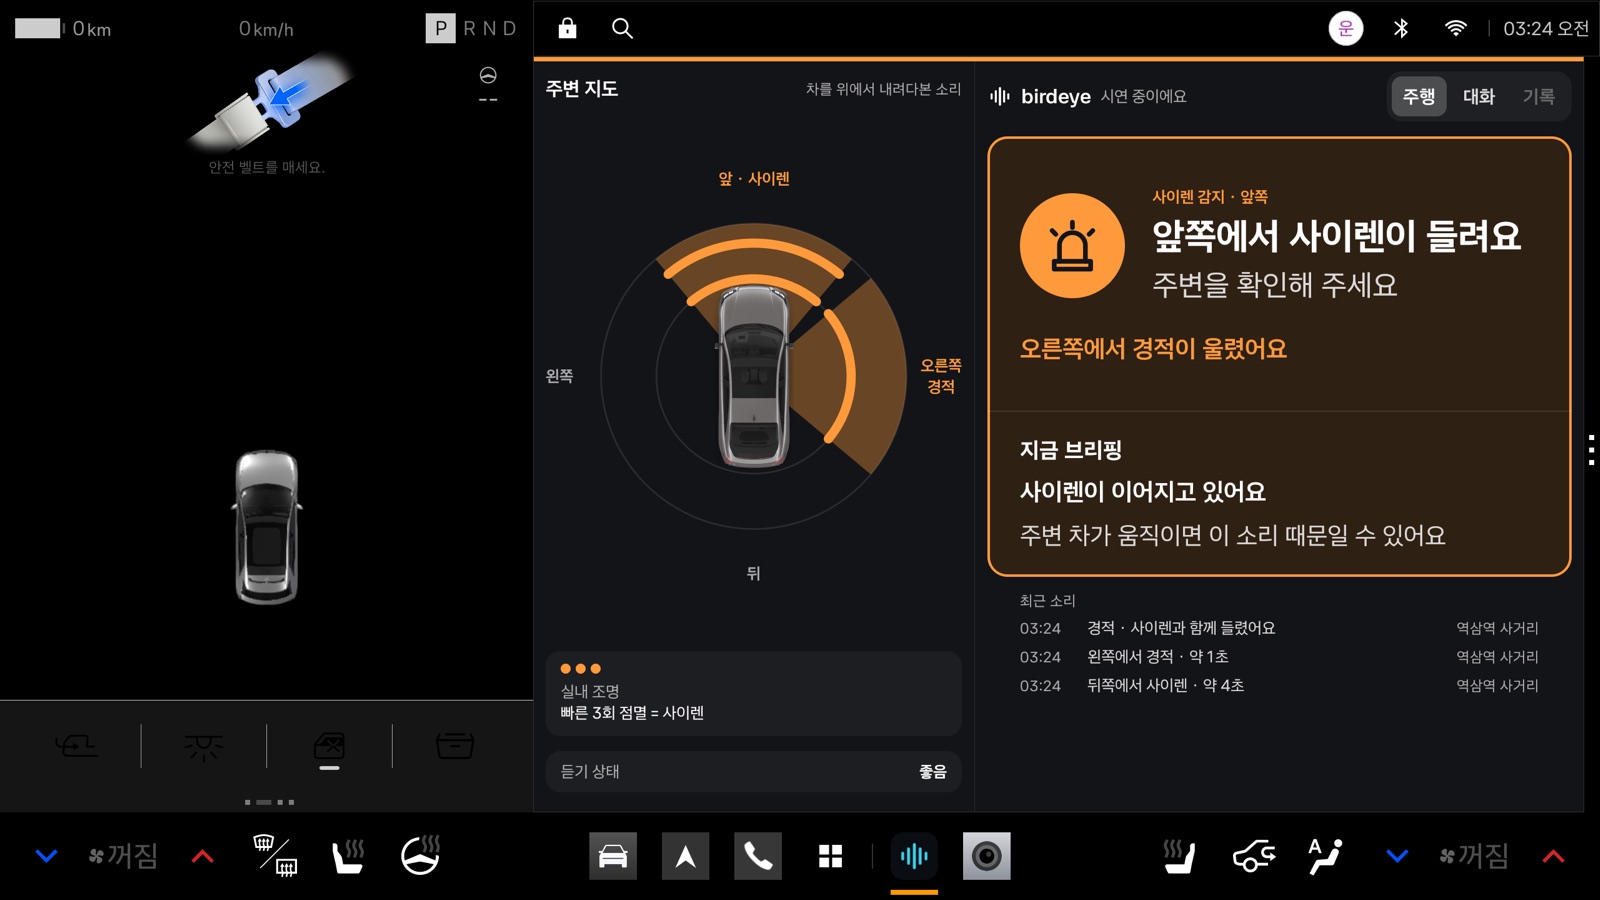 0 km
0 km/h
P R N D
--
안전 벨트를 매세요.
운
03:24 오전
주변 지도
차를 위에서 내려다본 소리
앞 · 사이렌
왼쪽
오른쪽
경적
뒤
실내 조명
빠른 3회 점멸 = 사이렌
듣기 상태
좋음
birdeye 시연 중이에요
주행 대화 기록
사이렌 감지 · 앞쪽
앞쪽에서 사이렌이 들려요
주변을 확인해 주세요
오른쪽에서 경적이 울렸어요
지금 브리핑
사이렌이 이어지고 있어요
주변 차가 움직이면 이 소리 때문일 수 있어요
최근 소리
03:24 경적 · 사이렌과 함께 들렸어요 역삼역 사거리
03:24 왼쪽에서 경적 · 약 1초 역삼역 사거리
03:24 뒤쪽에서 사이렌 · 약 4초 역삼역 사거리
꺼짐
A
꺼짐